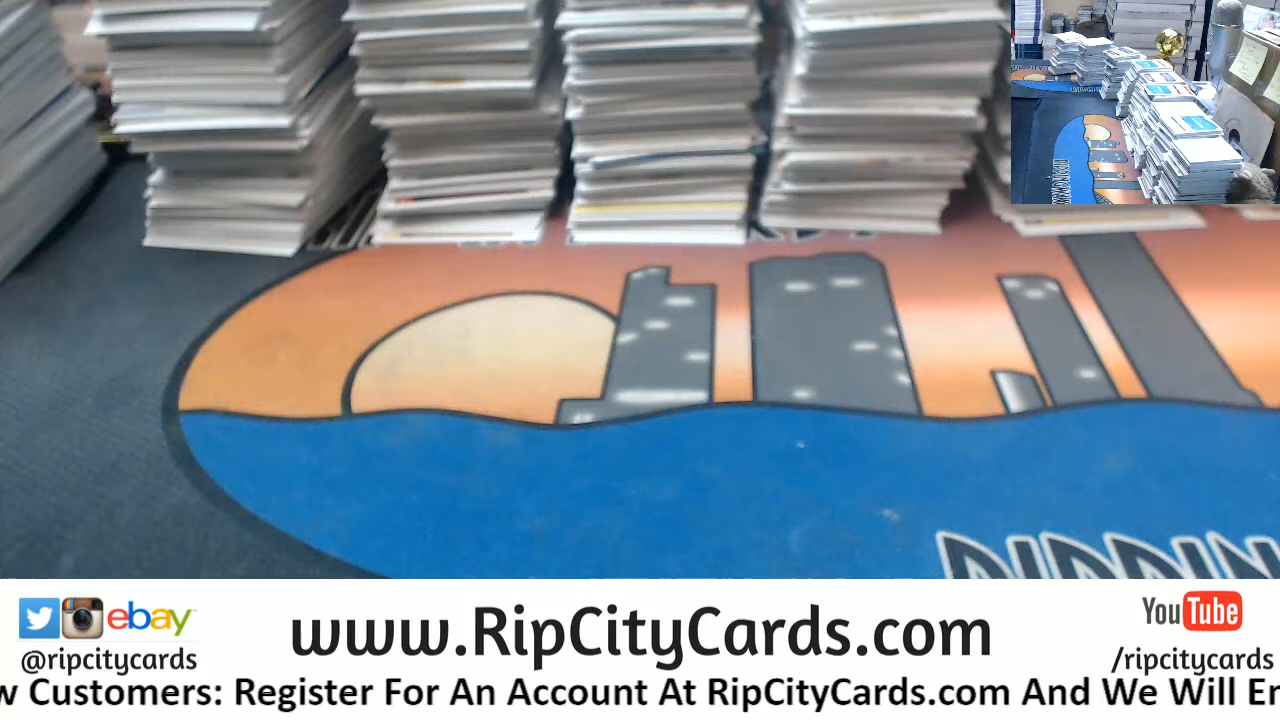 RIPPIN
ebay
www.RipCityCards.com
YouTube
@ripcitycards
/ripcitycards
w Customers: Register For An Account At RipCityCards.com And We Will En